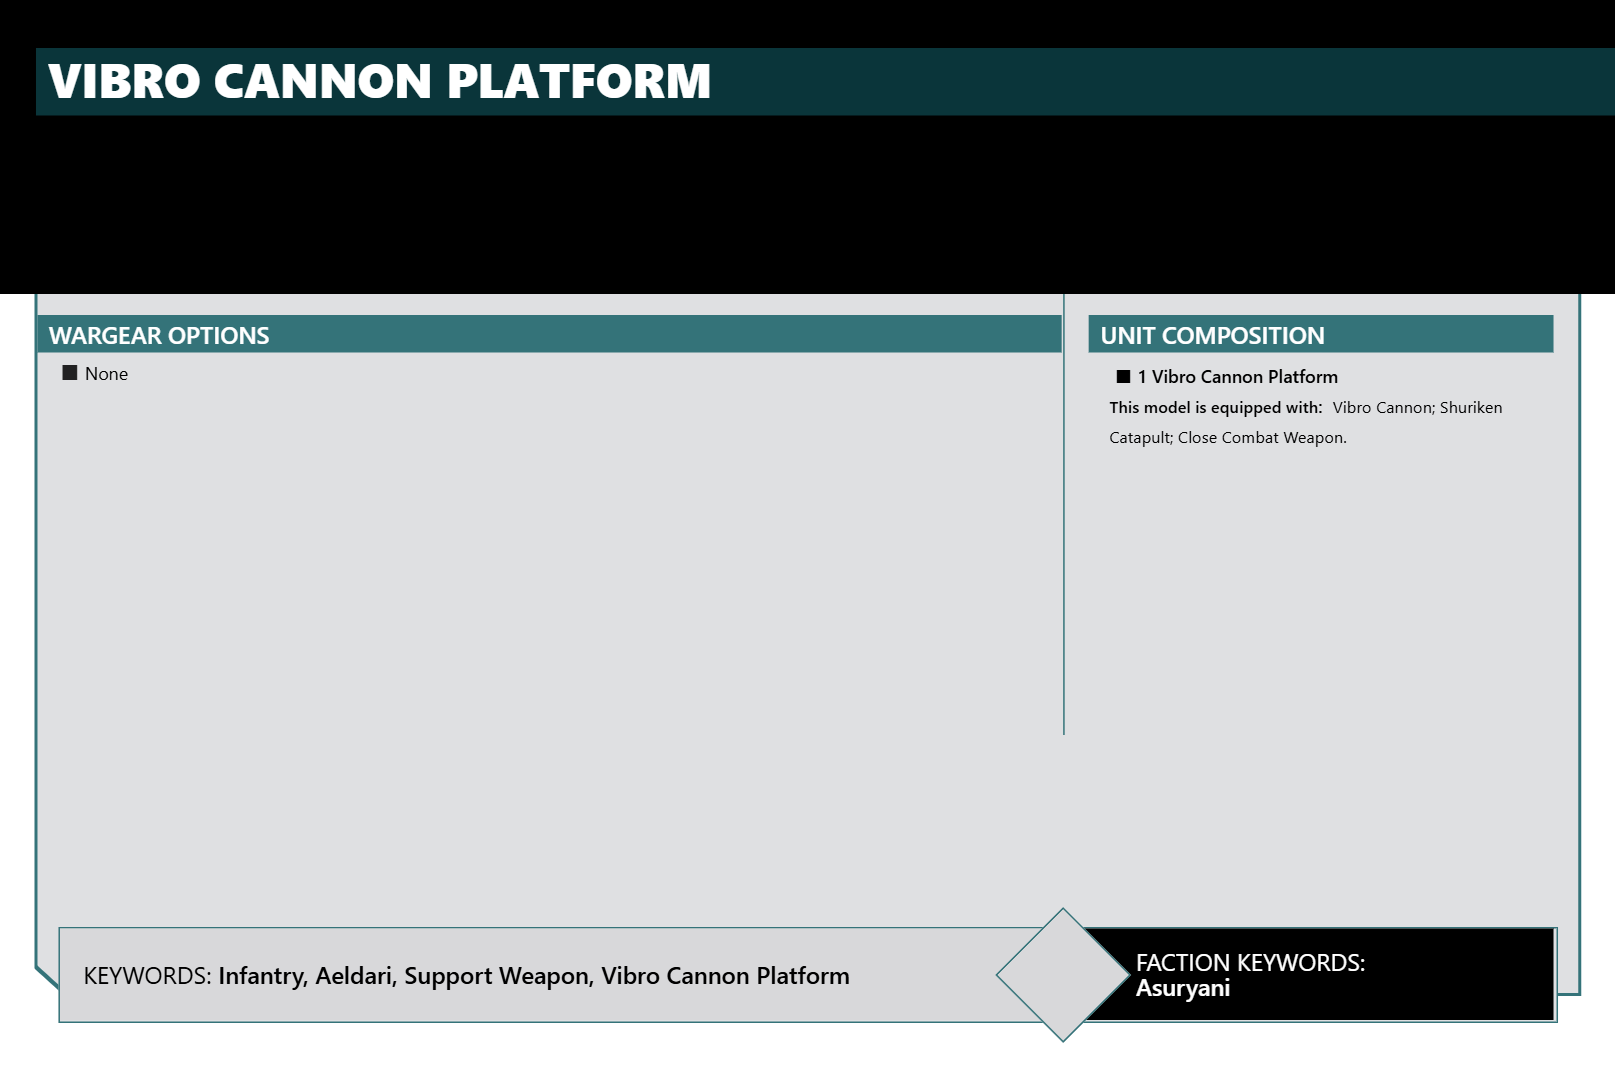 VIBRO CANNON PLATFORM
WARGEAR OPTIONS
■ None
UNIT COMPOSITION
■ 1 Vibro Cannon Platform
This model is equipped with: Vibro Cannon; Shuriken
Catapult; Close Combat Weapon.
KEYWORDS: Infantry, Aeldari, Support Weapon, Vibro Cannon Platform
FACTION KEYWORDS:
Asuryani